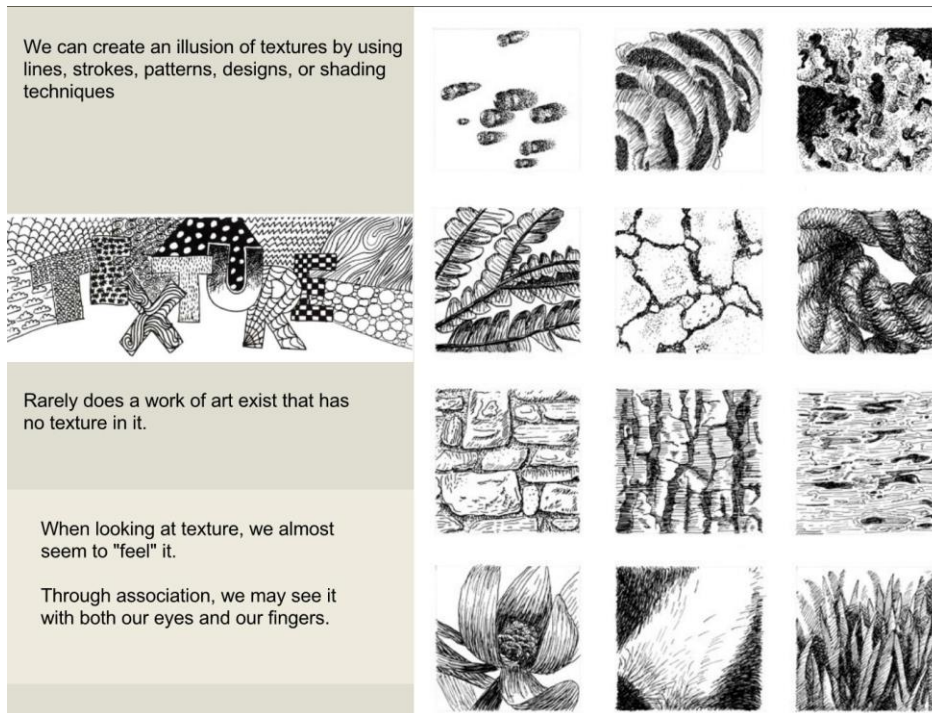 We can create an illusion of textures by using
lines, strokes, patterns, designs, or shading
techniques
TEXTURE
Rarely does a work of art exist that has
no texture in it.
When looking at texture, we almost
seem to "feel" it.
Through association, we may see it
with both our eyes and our fingers.